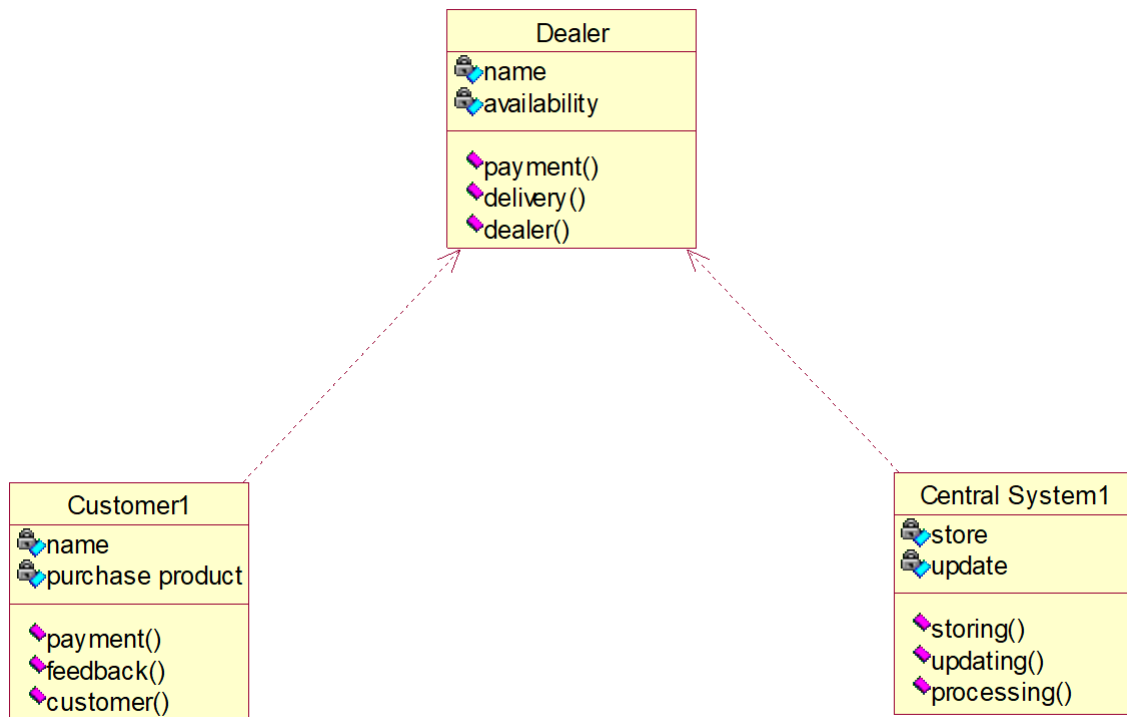 Dealer
name
availability
payment()
delivery()
dealer()
Customer1
name
purchase product
payment()
feedback()
customer()
Central System1
store
update
storing()
updating()
processing()